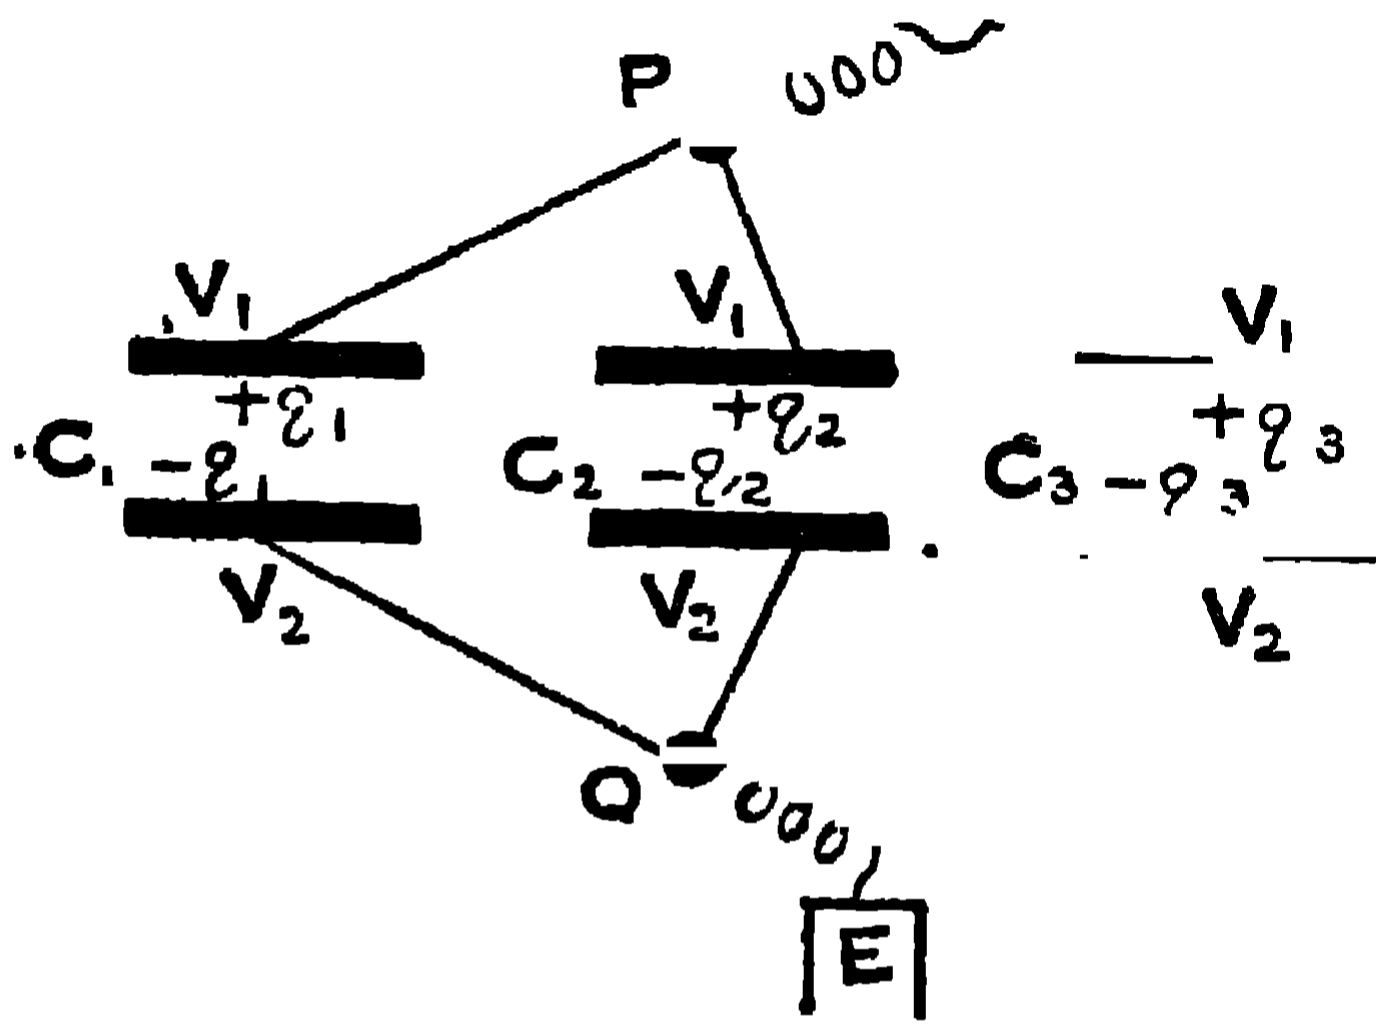 P
V₁ V₁ V₁
+q₁ +q₂ +q₃
C₁ -q₁ C₂ -q₂ C₃ -q₃
V₂ V₂ V₂
Q
E